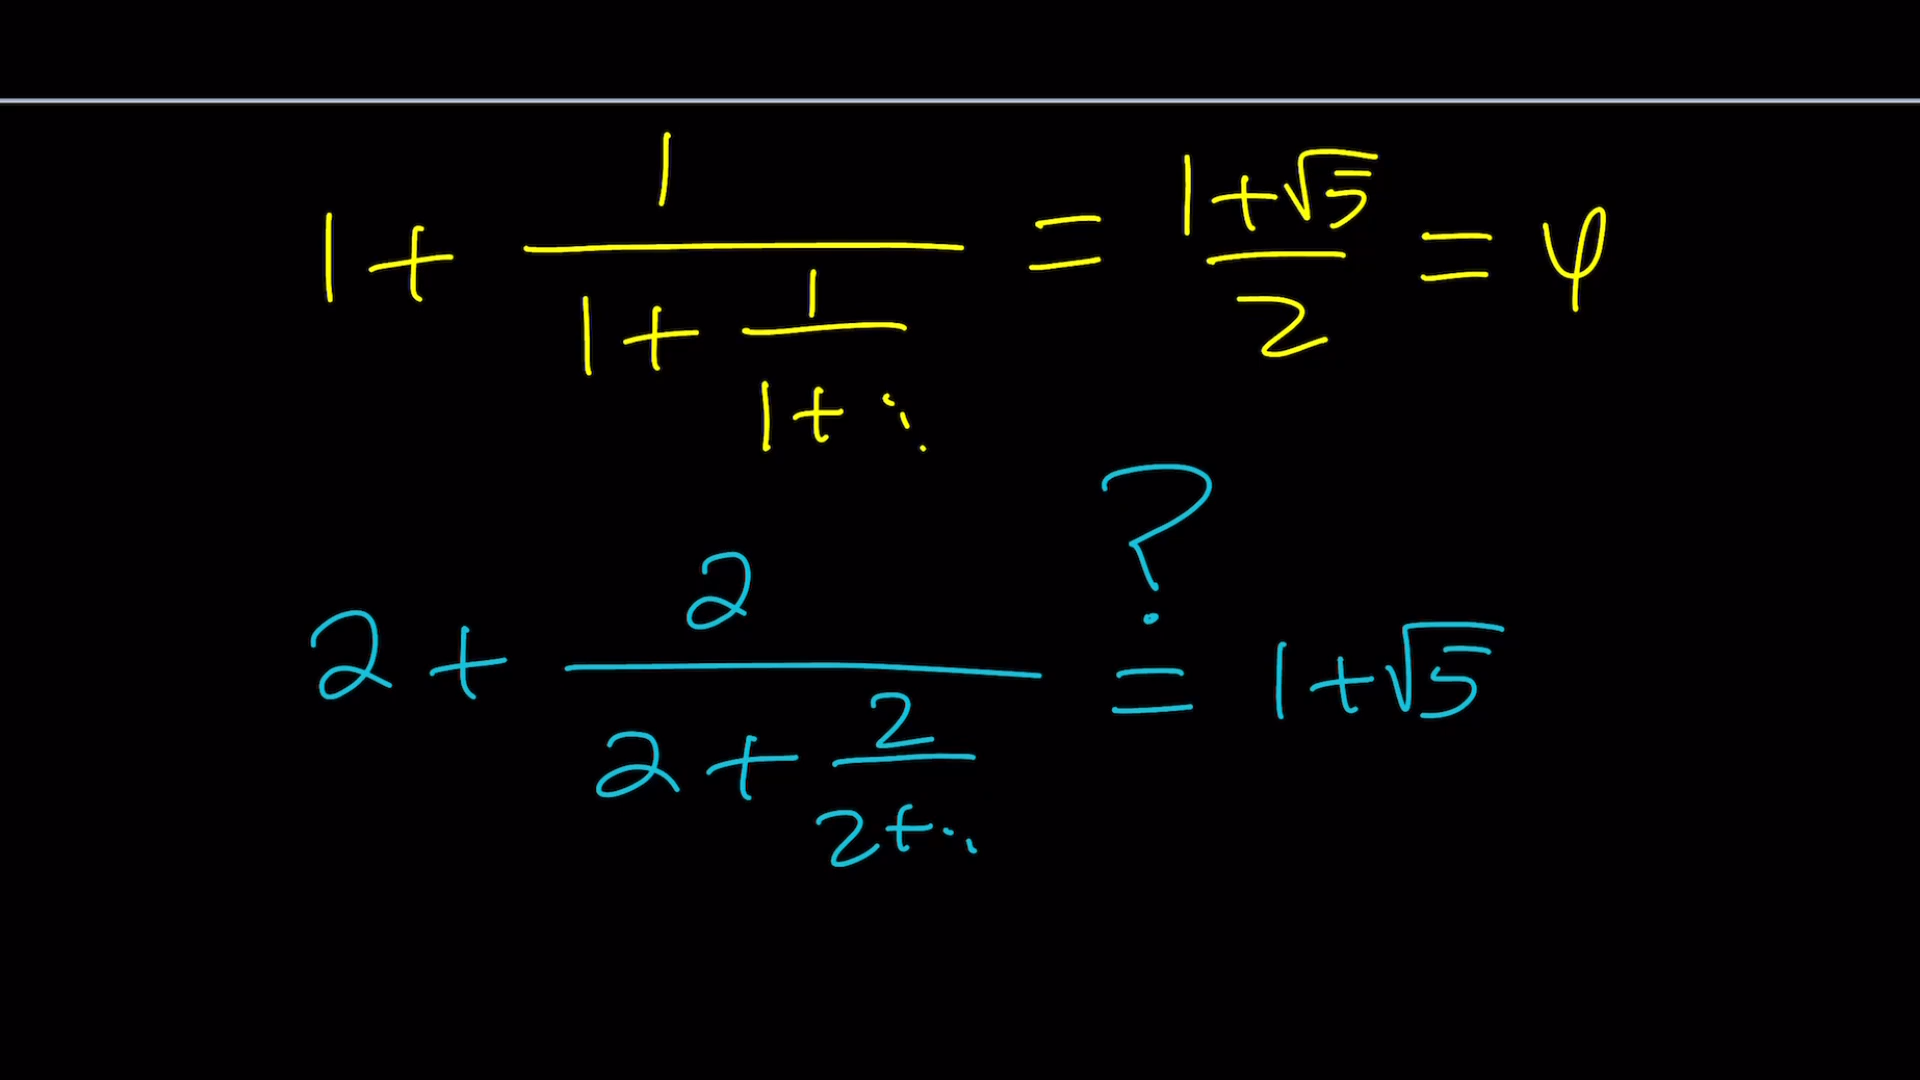 1 + 1/(1 + 1/(1 + ⋱)) = (1+√5)/2 = φ
2 + 2/(2 + 2/(2 + ⋱)) ?= 1+√5